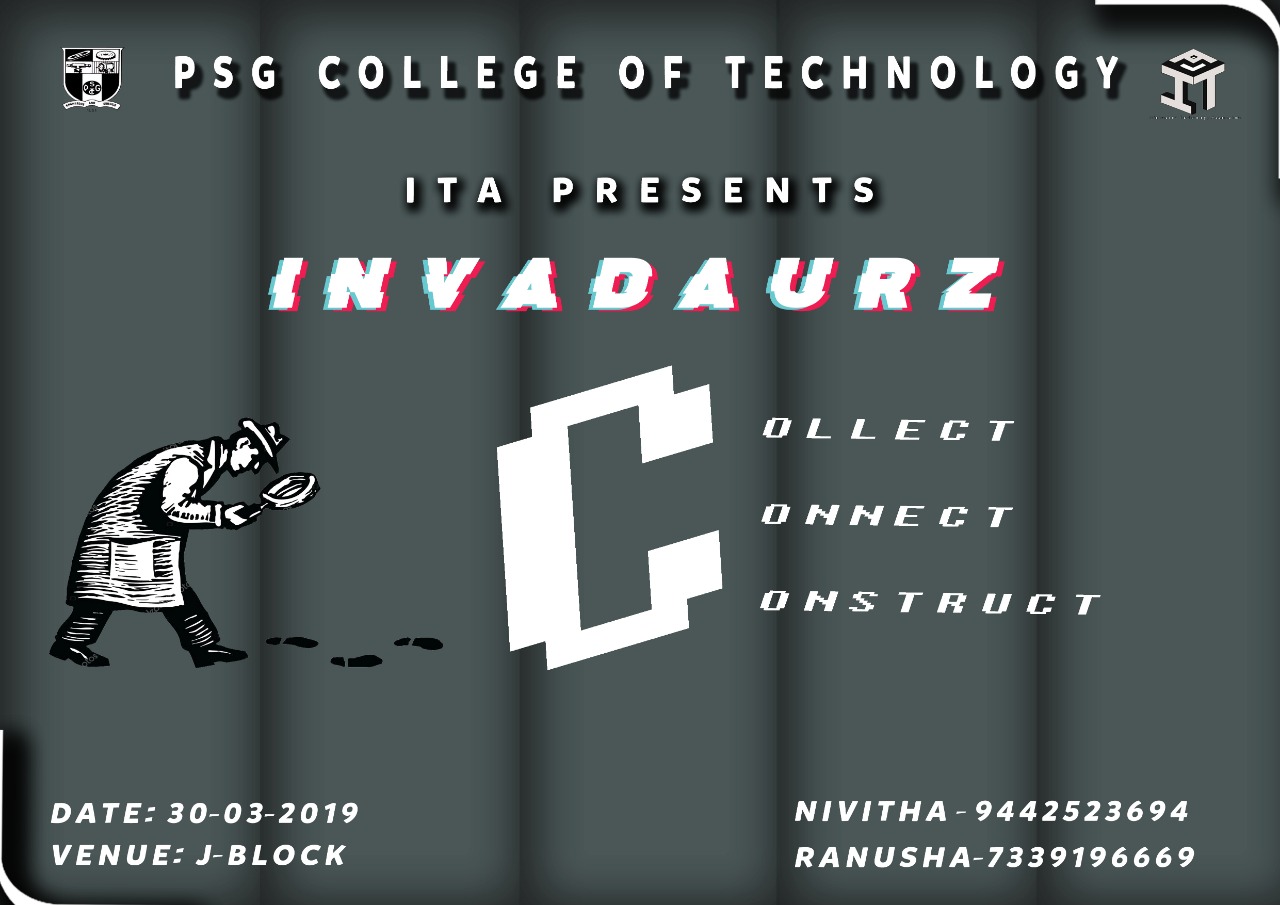 PSG COLLEGE OF TECHNOLOGY
ITA PRESENTS
INVADAURZ
C
OLLECT
ONNECT
ONSTRUCT
DATE: 30-03-2019
VENUE: J-BLOCK
NIVITHA - 9442523694
RANUSHA-7339196669
IT